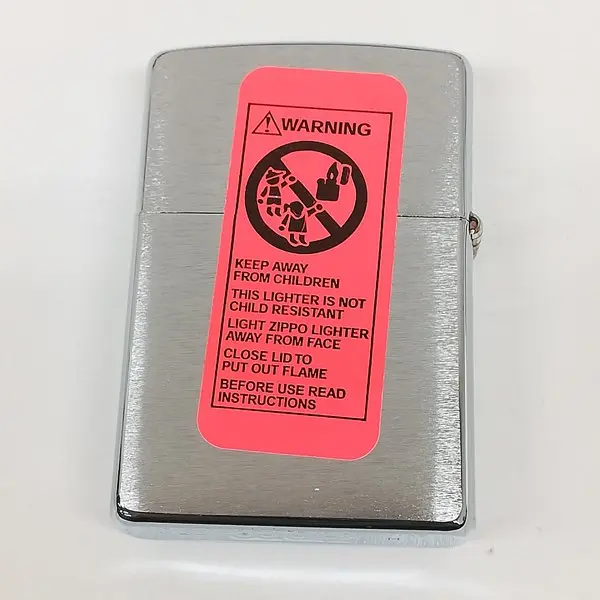 WARNING
KEEP AWAY
FROM CHILDREN
THIS LIGHTER IS NOT
CHILD RESISTANT
LIGHT ZIPPO LIGHTER
AWAY FROM FACE
CLOSE LID TO
PUT OUT FLAME
BEFORE USE READ
INSTRUCTIONS